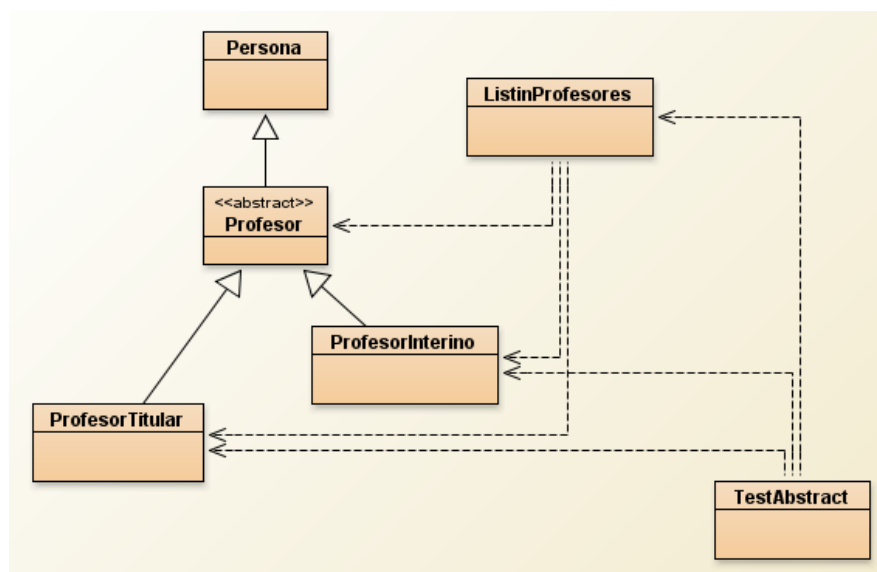 Persona
ListinProfesores
<<abstract>>
Profesor
ProfesorInterino
ProfesorTitular
TestAbstract